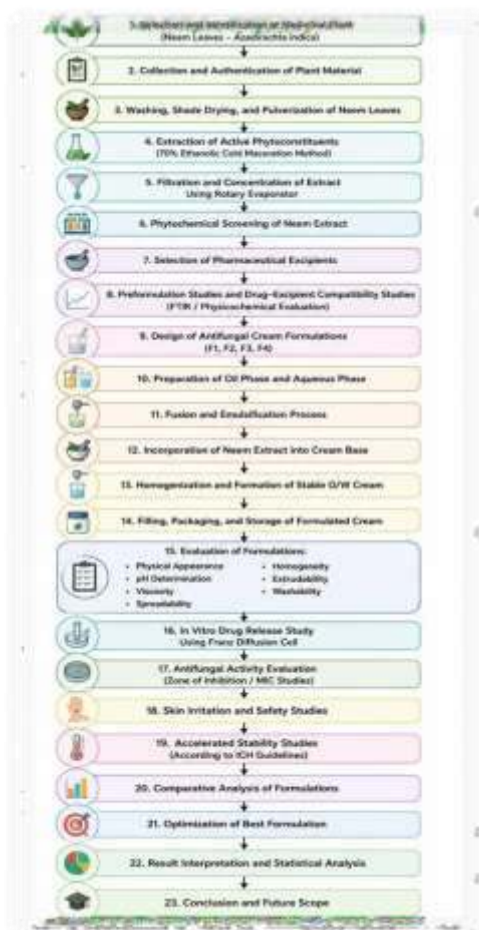 1. Selection and Identification of Medicinal Plant
(Neem Leaves – Azadirachta indica)
2. Collection and Authentication of Plant Material
3. Washing, Shade Drying, and Pulverization of Neem Leaves
4. Extraction of Active Phytoconstituents
(70% Ethanolic Cold Maceration Method)
5. Filtration and Concentration of Extract
Using Rotary Evaporator
6. Phytochemical Screening of Neem Extract
7. Selection of Pharmaceutical Excipients
8. Preformulation Studies and Drug-Excipient Compatibility Studies
(FTIR / Physicochemical Evaluation)
9. Design of Antifungal Cream Formulations
(F1, F2, F3, F4)
10. Preparation of Oil Phase and Aqueous Phase
11. Fusion and Emulsification Process
12. Incorporation of Neem Extract into Cream Base
13. Homogenization and Formation of Stable O/W Cream
14. Filling, Packaging, and Storage of Formulated Cream
15. Evaluation of Formulations:
• Physical Appearance
• pH Determination
• Viscosity
• Spreadability
• Homogeneity
• Extrudability
• Washability
16. In Vitro Drug Release Study
Using Franz Diffusion Cell
17. Antifungal Activity Evaluation
(Zone of Inhibition / MIC Studies)
18. Skin Irritation and Safety Studies
19. Accelerated Stability Studies
(According to ICH Guidelines)
20. Comparative Analysis of Formulations
21. Optimization of Best Formulation
22. Result Interpretation and Statistical Analysis
23. Conclusion and Future Scope